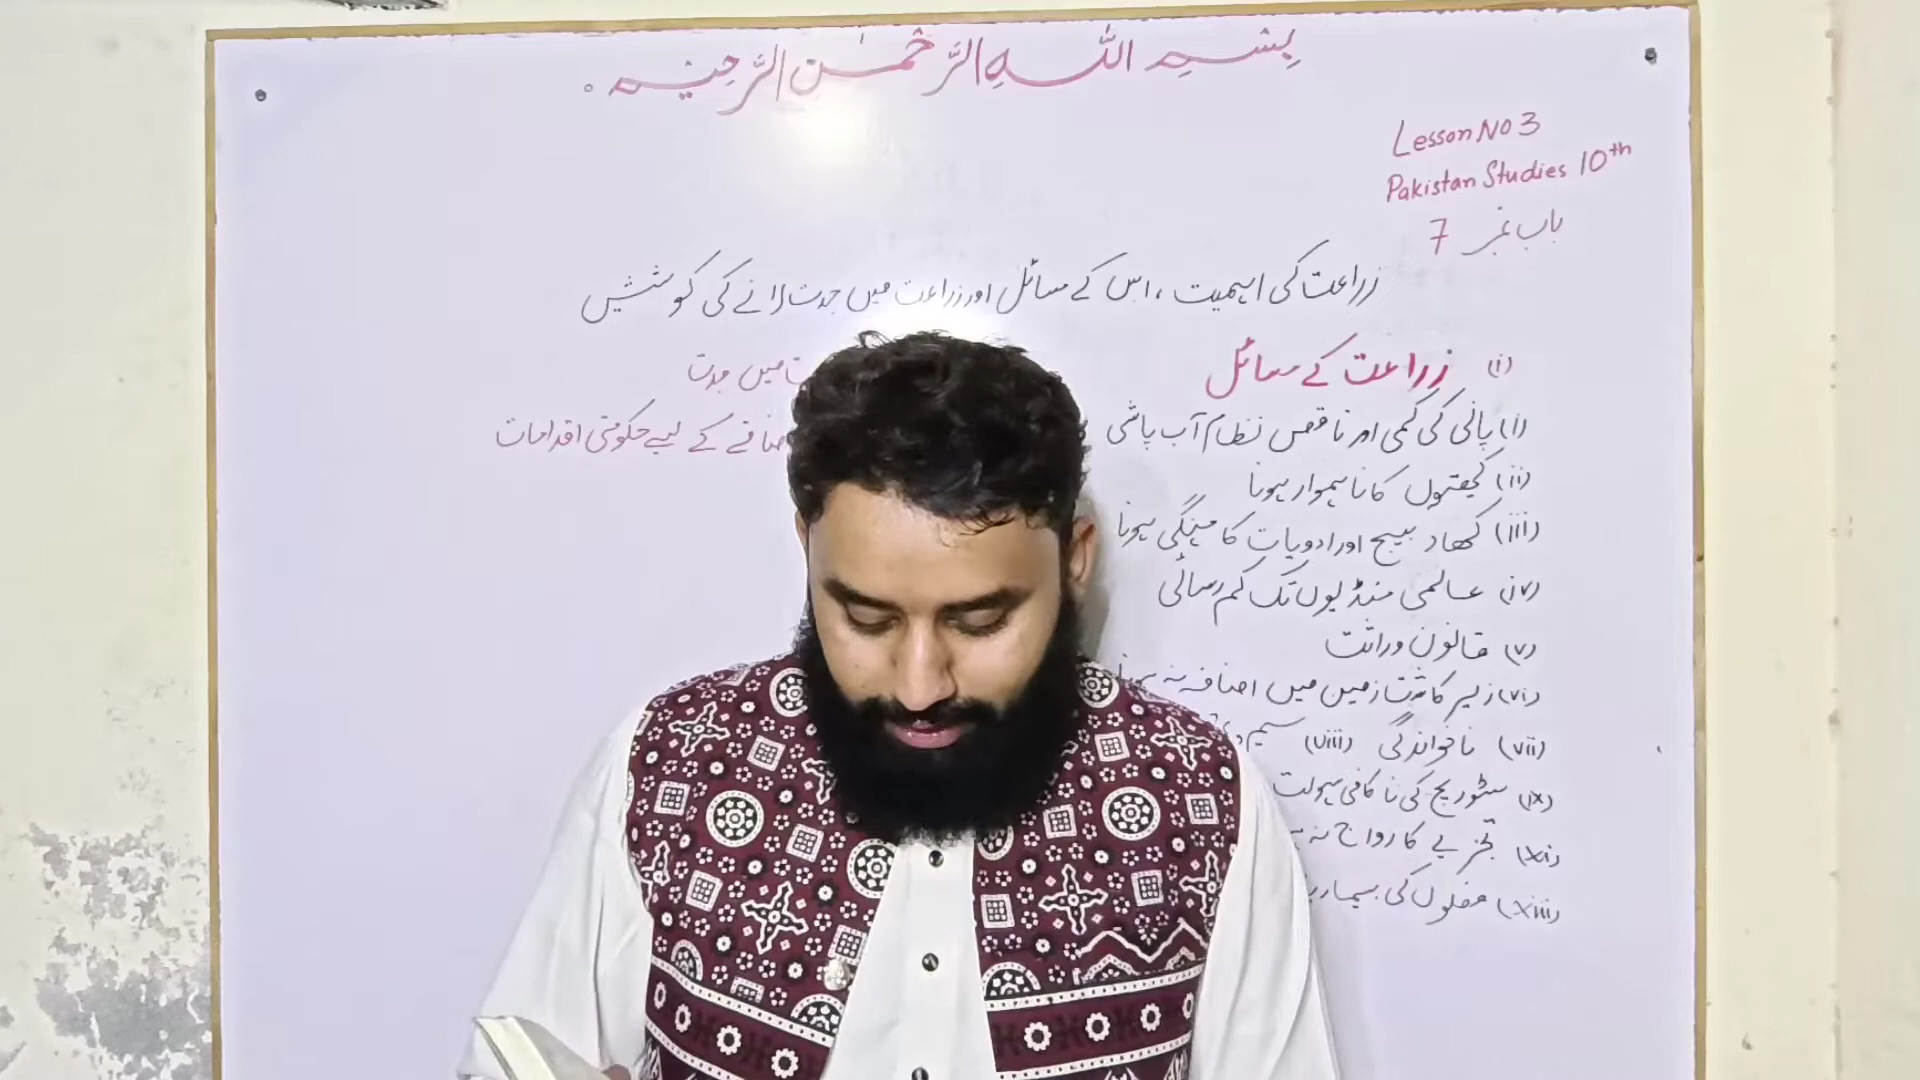 بِسْمِ اللهِ الرَّحْمٰنِ الرَّحِیْمِ
Lesson No 3
Pakistan Studies 10th
باب نمبر 7
زراعت کی اہمیت، اس کے مسائل اور زراعت میں جدت لانے کی کوششیں
(i) زراعت کے مسائل
میں جدت
(i) پانی کی کمی اور ناقص نظام آب پاشی
کے لیے حکومتی اقدامات
(ii) کھیتوں کا ناہموار ہونا
(iii) کھاد بیج اور ادویات کا مہنگی ہونا
(iv) عالمی منڈیوں تک کم رسائی
(v) قانون وراثت
(vi) زیر کاشت زمین میں اضافہ نہ
(vii) ناخواندگی (viii) سیم
(ix) سٹوریج کی ناکافی سہولت
(xi) تجزیے کا رواج نہ
(xiii) فصلوں کی